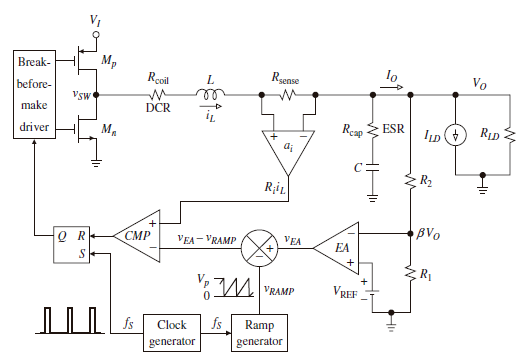 V_I
Break-
before-
make
driver
M_p
v_SW
M_n
R_coil
DCR
L
i_L
R_sense
+ −
a_i
R_i i_L
I_O
V_O
R_cap
ESR
C
I_LD
R_LD
R_2
βV_O
R_1
Q R
S
+
CMP
−
v_EA − v_RAMP
− +
v_EA
−
EA
+
V_REF
+
−
V_p
0
v_RAMP
f_S
Clock
generator
f_S
Ramp
generator